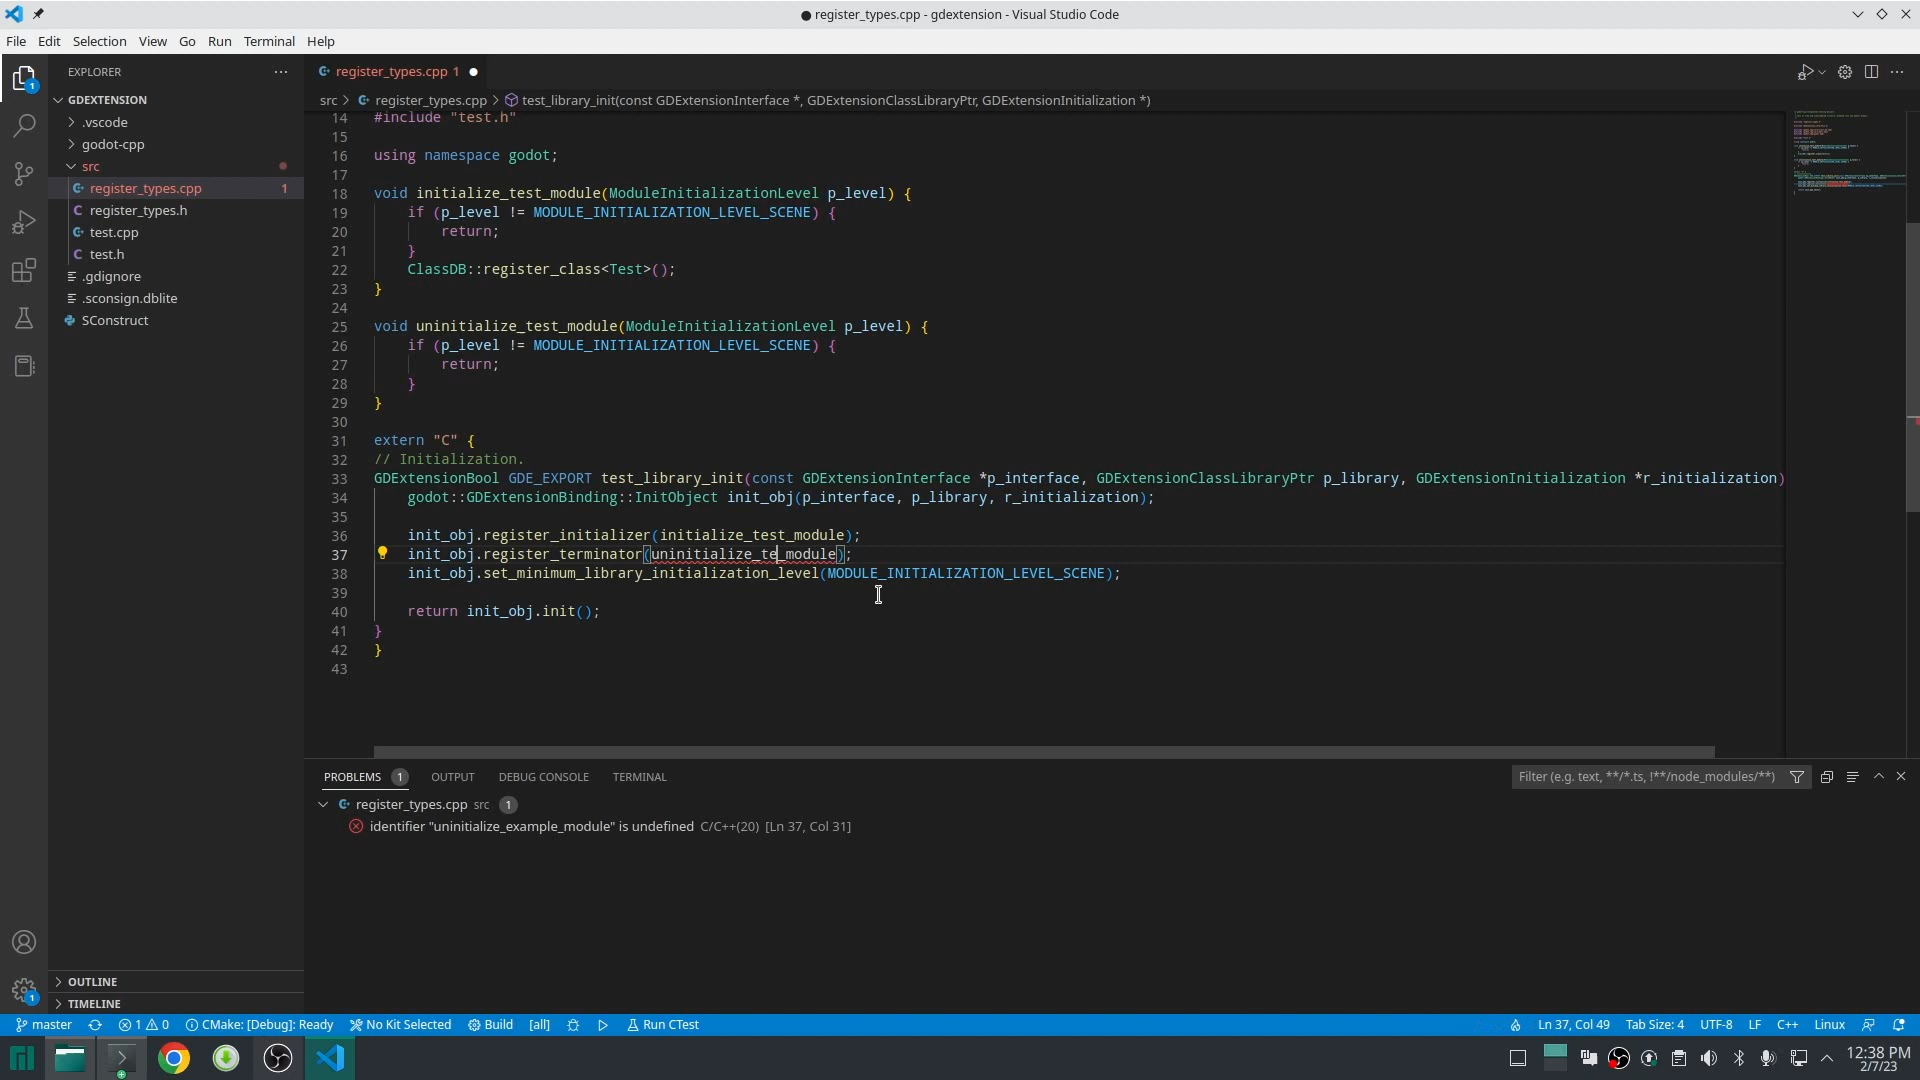 register_types.cpp - gdextension - Visual Studio Code
File Edit Selection View Go Run Terminal Help
EXPLORER
GDEXTENSION
.vscode
godot-cpp
src
register_types.cpp 1
register_types.h
test.cpp
test.h
.gdignore
.sconsign.dblite
SConstruct
OUTLINE
TIMELINE
register_types.cpp 1
src > register_types.cpp > test_library_init(const GDExtensionInterface *, GDExtensionClassLibraryPtr, GDExtensionInitialization *)
14 #include "test.h"
15
16 using namespace godot;
17
18 void initialize_test_module(ModuleInitializationLevel p_level) {
19 if (p_level != MODULE_INITIALIZATION_LEVEL_SCENE) {
20 return;
21 }
22 ClassDB::register_class<Test>();
23 }
24
25 void uninitialize_test_module(ModuleInitializationLevel p_level) {
26 if (p_level != MODULE_INITIALIZATION_LEVEL_SCENE) {
27 return;
28 }
29 }
30
31 extern "C" {
32 // Initialization.
33 GDExtensionBool GDE_EXPORT test_library_init(const GDExtensionInterface *p_interface, GDExtensionClassLibraryPtr p_library, GDExtensionInitialization *r_initialization)
34 godot::GDExtensionBinding::InitObject init_obj(p_interface, p_library, r_initialization);
35
36 init_obj.register_initializer(initialize_test_module);
37 init_obj.register_terminator(uninitialize_te_module);
38 init_obj.set_minimum_library_initialization_level(MODULE_INITIALIZATION_LEVEL_SCENE);
39
40 return init_obj.init();
41 }
42 }
43
PROBLEMS 1 OUTPUT DEBUG CONSOLE TERMINAL
Filter (e.g. text, **/*.ts, !**/node_modules/**)
register_types.cpp src 1
identifier "uninitialize_example_module" is undefined C/C++(20) [Ln 37, Col 31]
1
1
master 1 0 CMake: [Debug]: Ready No Kit Selected Build [all] Run CTest
Ln 37, Col 49 Tab Size: 4 UTF-8 LF C++ Linux
12:38 PM
2/7/23